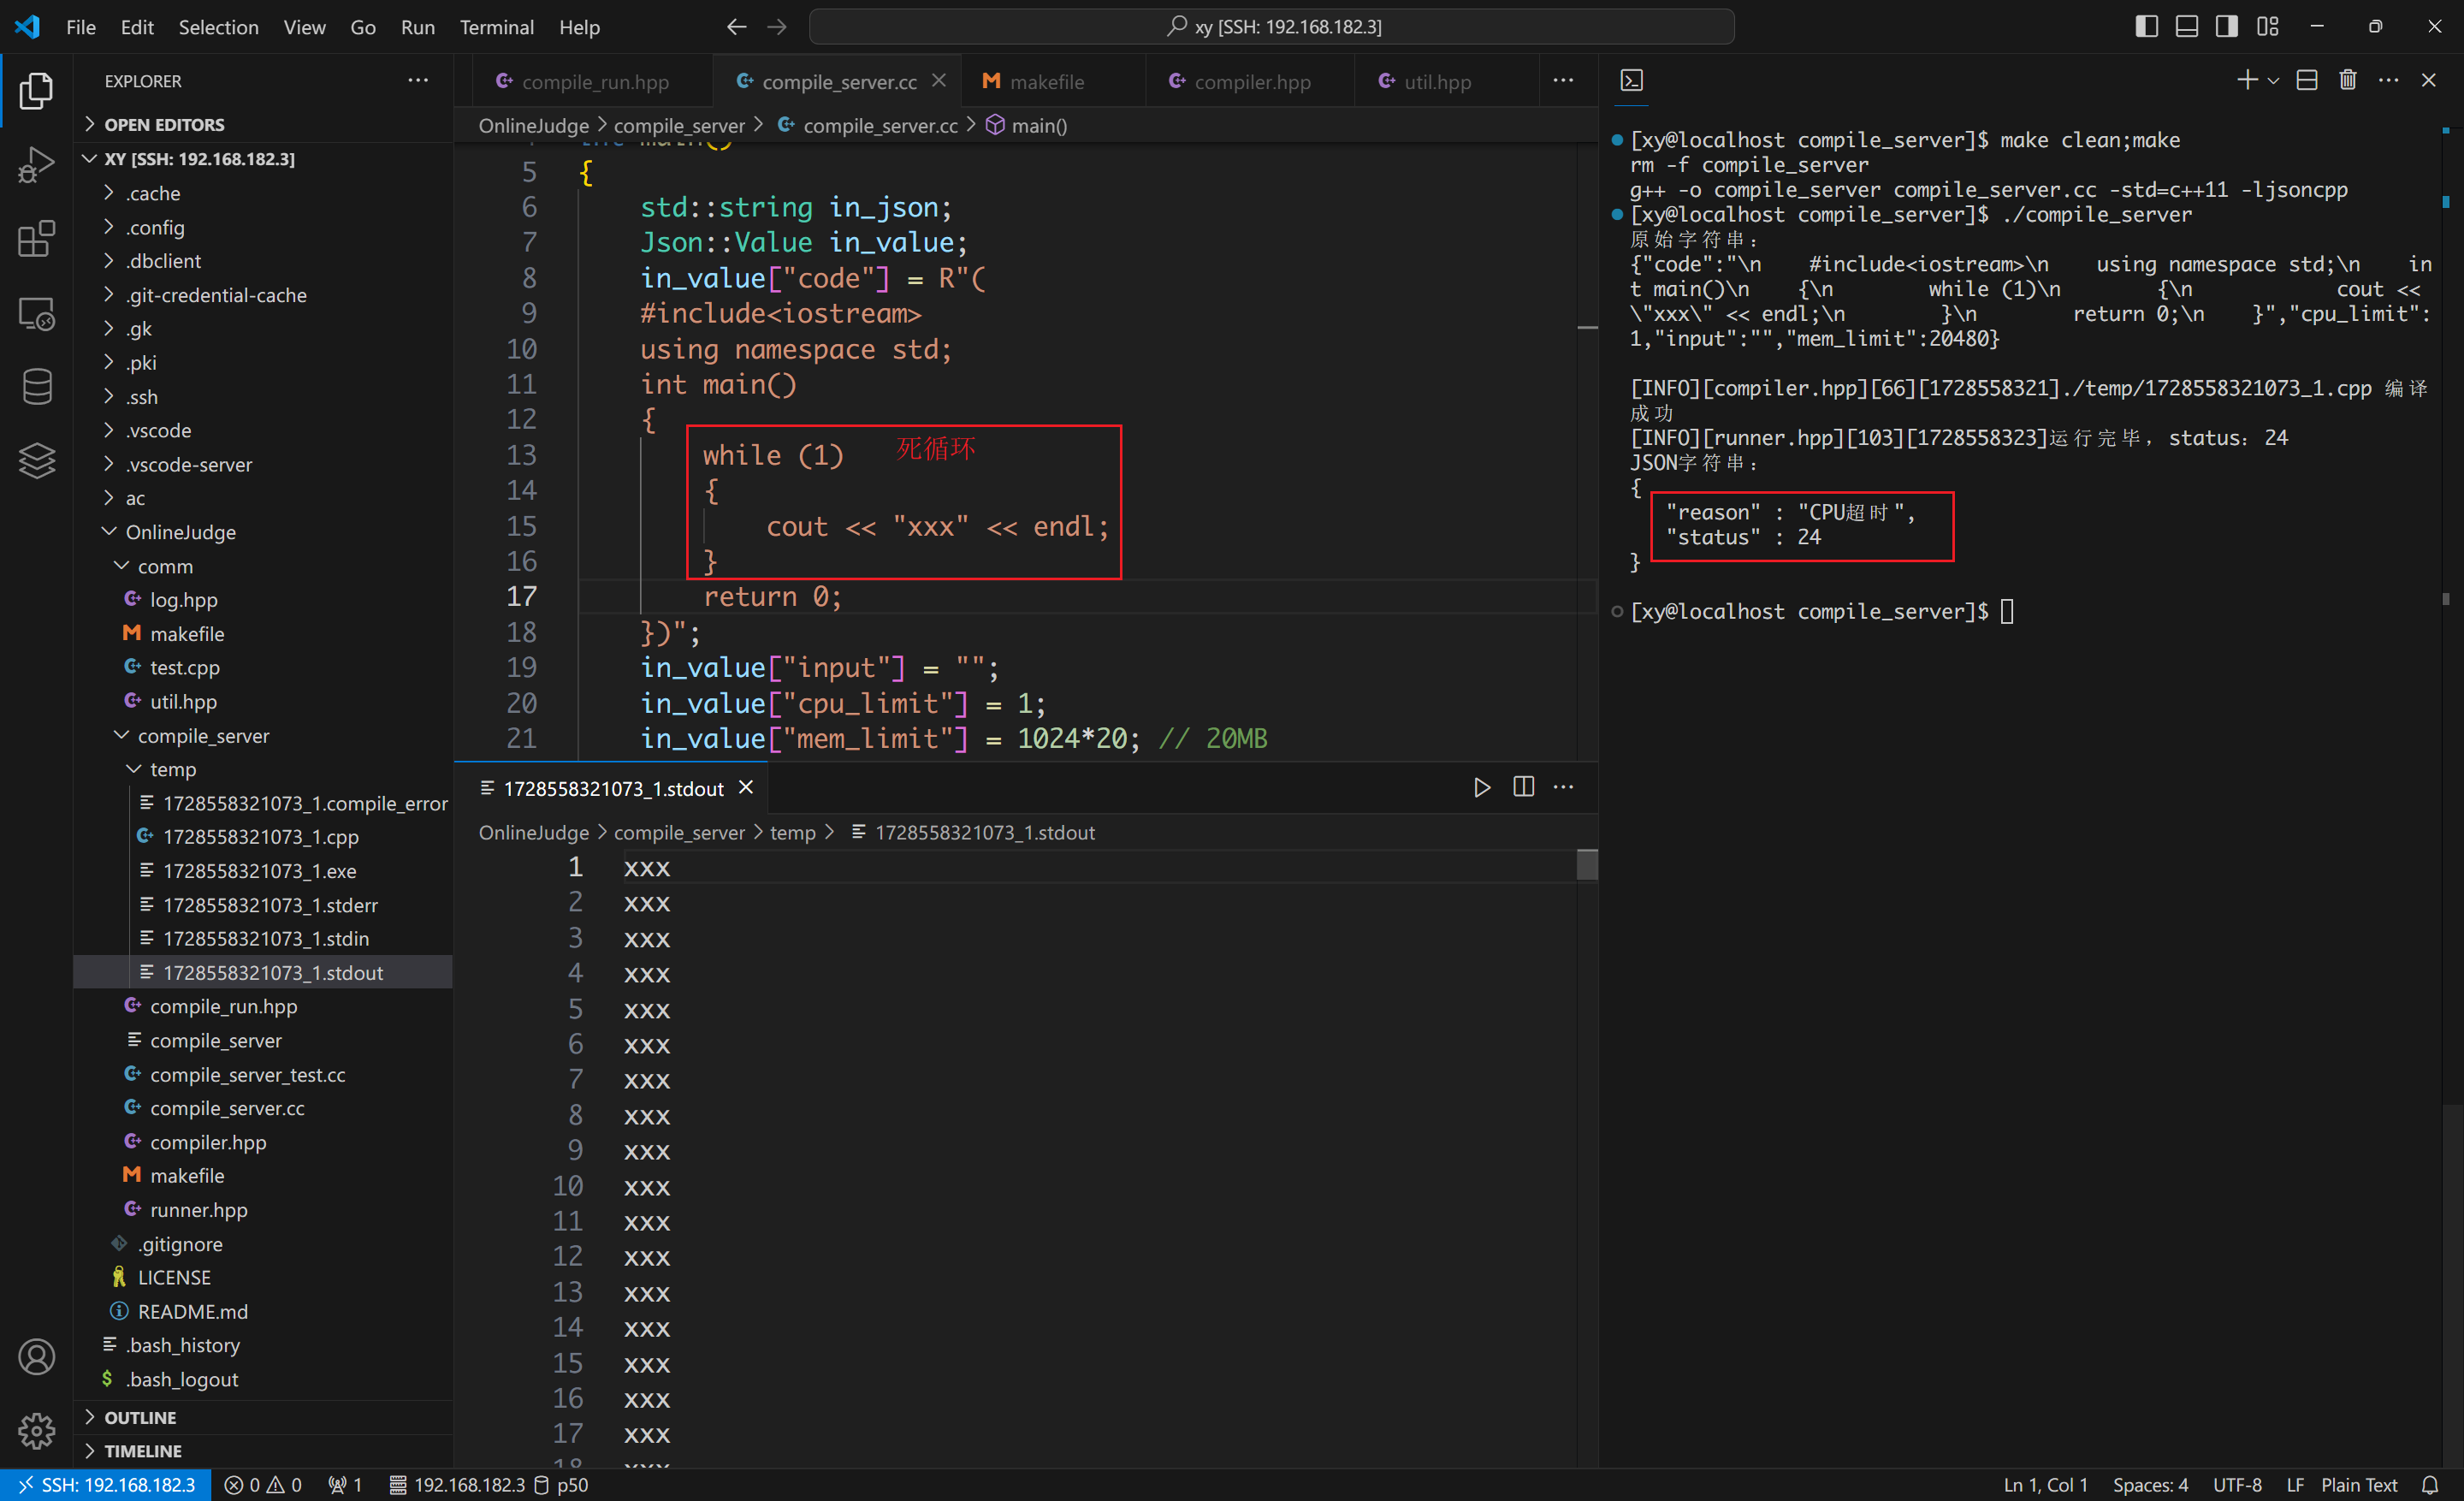 File Edit Selection View Go Run Terminal Help
xy [SSH: 192.168.182.3]
EXPLORER
OPEN EDITORS
XY [SSH: 192.168.182.3]
.cache
.config
.dbclient
.git-credential-cache
.gk
.pki
.ssh
.vscode
.vscode-server
ac
OnlineJudge
comm
log.hpp
makefile
test.cpp
util.hpp
compile_server
temp
1728558321073_1.compile_error
1728558321073_1.cpp
1728558321073_1.exe
1728558321073_1.stderr
1728558321073_1.stdin
1728558321073_1.stdout
compile_run.hpp
compile_server
compile_server_test.cc
compile_server.cc
compiler.hpp
makefile
runner.hpp
.gitignore
LICENSE
README.md
.bash_history
.bash_logout
OUTLINE
TIMELINE
compile_run.hpp compile_server.cc makefile compiler.hpp util.hpp
OnlineJudge > compile_server > compile_server.cc > main()
4 int main()
5 {
6 std::string in_json;
7 Json::Value in_value;
8 in_value["code"] = R"(
9 #include<iostream>
10 using namespace std;
11 int main()
12 {
13 while (1) 死循环
14 {
15 cout << "xxx" << endl;
16 }
17 return 0;
18 })";
19 in_value["input"] = "";
20 in_value["cpu_limit"] = 1;
21 in_value["mem_limit"] = 1024*20; // 20MB
1728558321073_1.stdout
OnlineJudge > compile_server > temp > 1728558321073_1.stdout
1 xxx
2 xxx
3 xxx
4 xxx
5 xxx
6 xxx
7 xxx
8 xxx
9 xxx
10 xxx
11 xxx
12 xxx
13 xxx
14 xxx
15 xxx
16 xxx
17 xxx
18 xxx
[xy@localhost compile_server]$ make clean;make
rm -f compile_server
g++ -o compile_server compile_server.cc -std=c++11 -ljsoncpp
[xy@localhost compile_server]$ ./compile_server
原始字符串：
{"code":"\n    #include<iostream>\n    using namespace std;\n    in
t main()\n    {\n        while (1)\n        {\n            cout <<
\"xxx\" << endl;\n        }\n        return 0;\n    }","cpu_limit":
1,"input":"","mem_limit":20480}
[INFO][compiler.hpp][66][1728558321]./temp/1728558321073_1.cpp 编译
成功
[INFO][runner.hpp][103][1728558323]运行完毕，status：24
JSON字符串：
{
"reason" : "CPU超时",
"status" : 24
}
[xy@localhost compile_server]$
SSH: 192.168.182.3 0 0 1 192.168.182.3 p50 Ln 1, Col 1 Spaces: 4 UTF-8 LF Plain Text